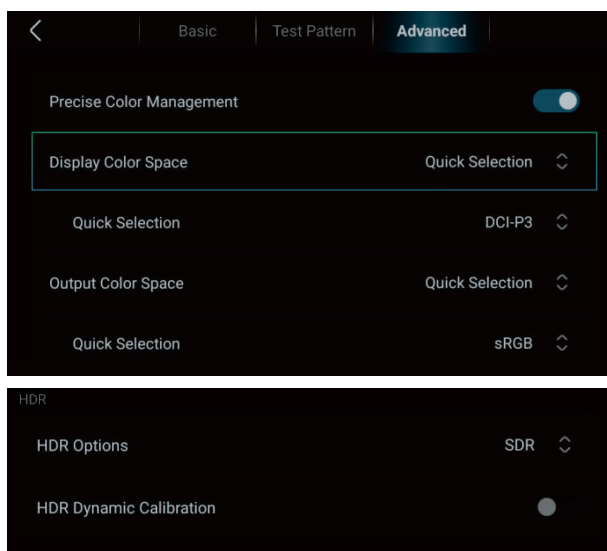 Basic Test Pattern Advanced
Precise Color Management
Display Color Space Quick Selection
Quick Selection DCI-P3
Output Color Space Quick Selection
Quick Selection sRGB
HDR
HDR Options SDR
HDR Dynamic Calibration